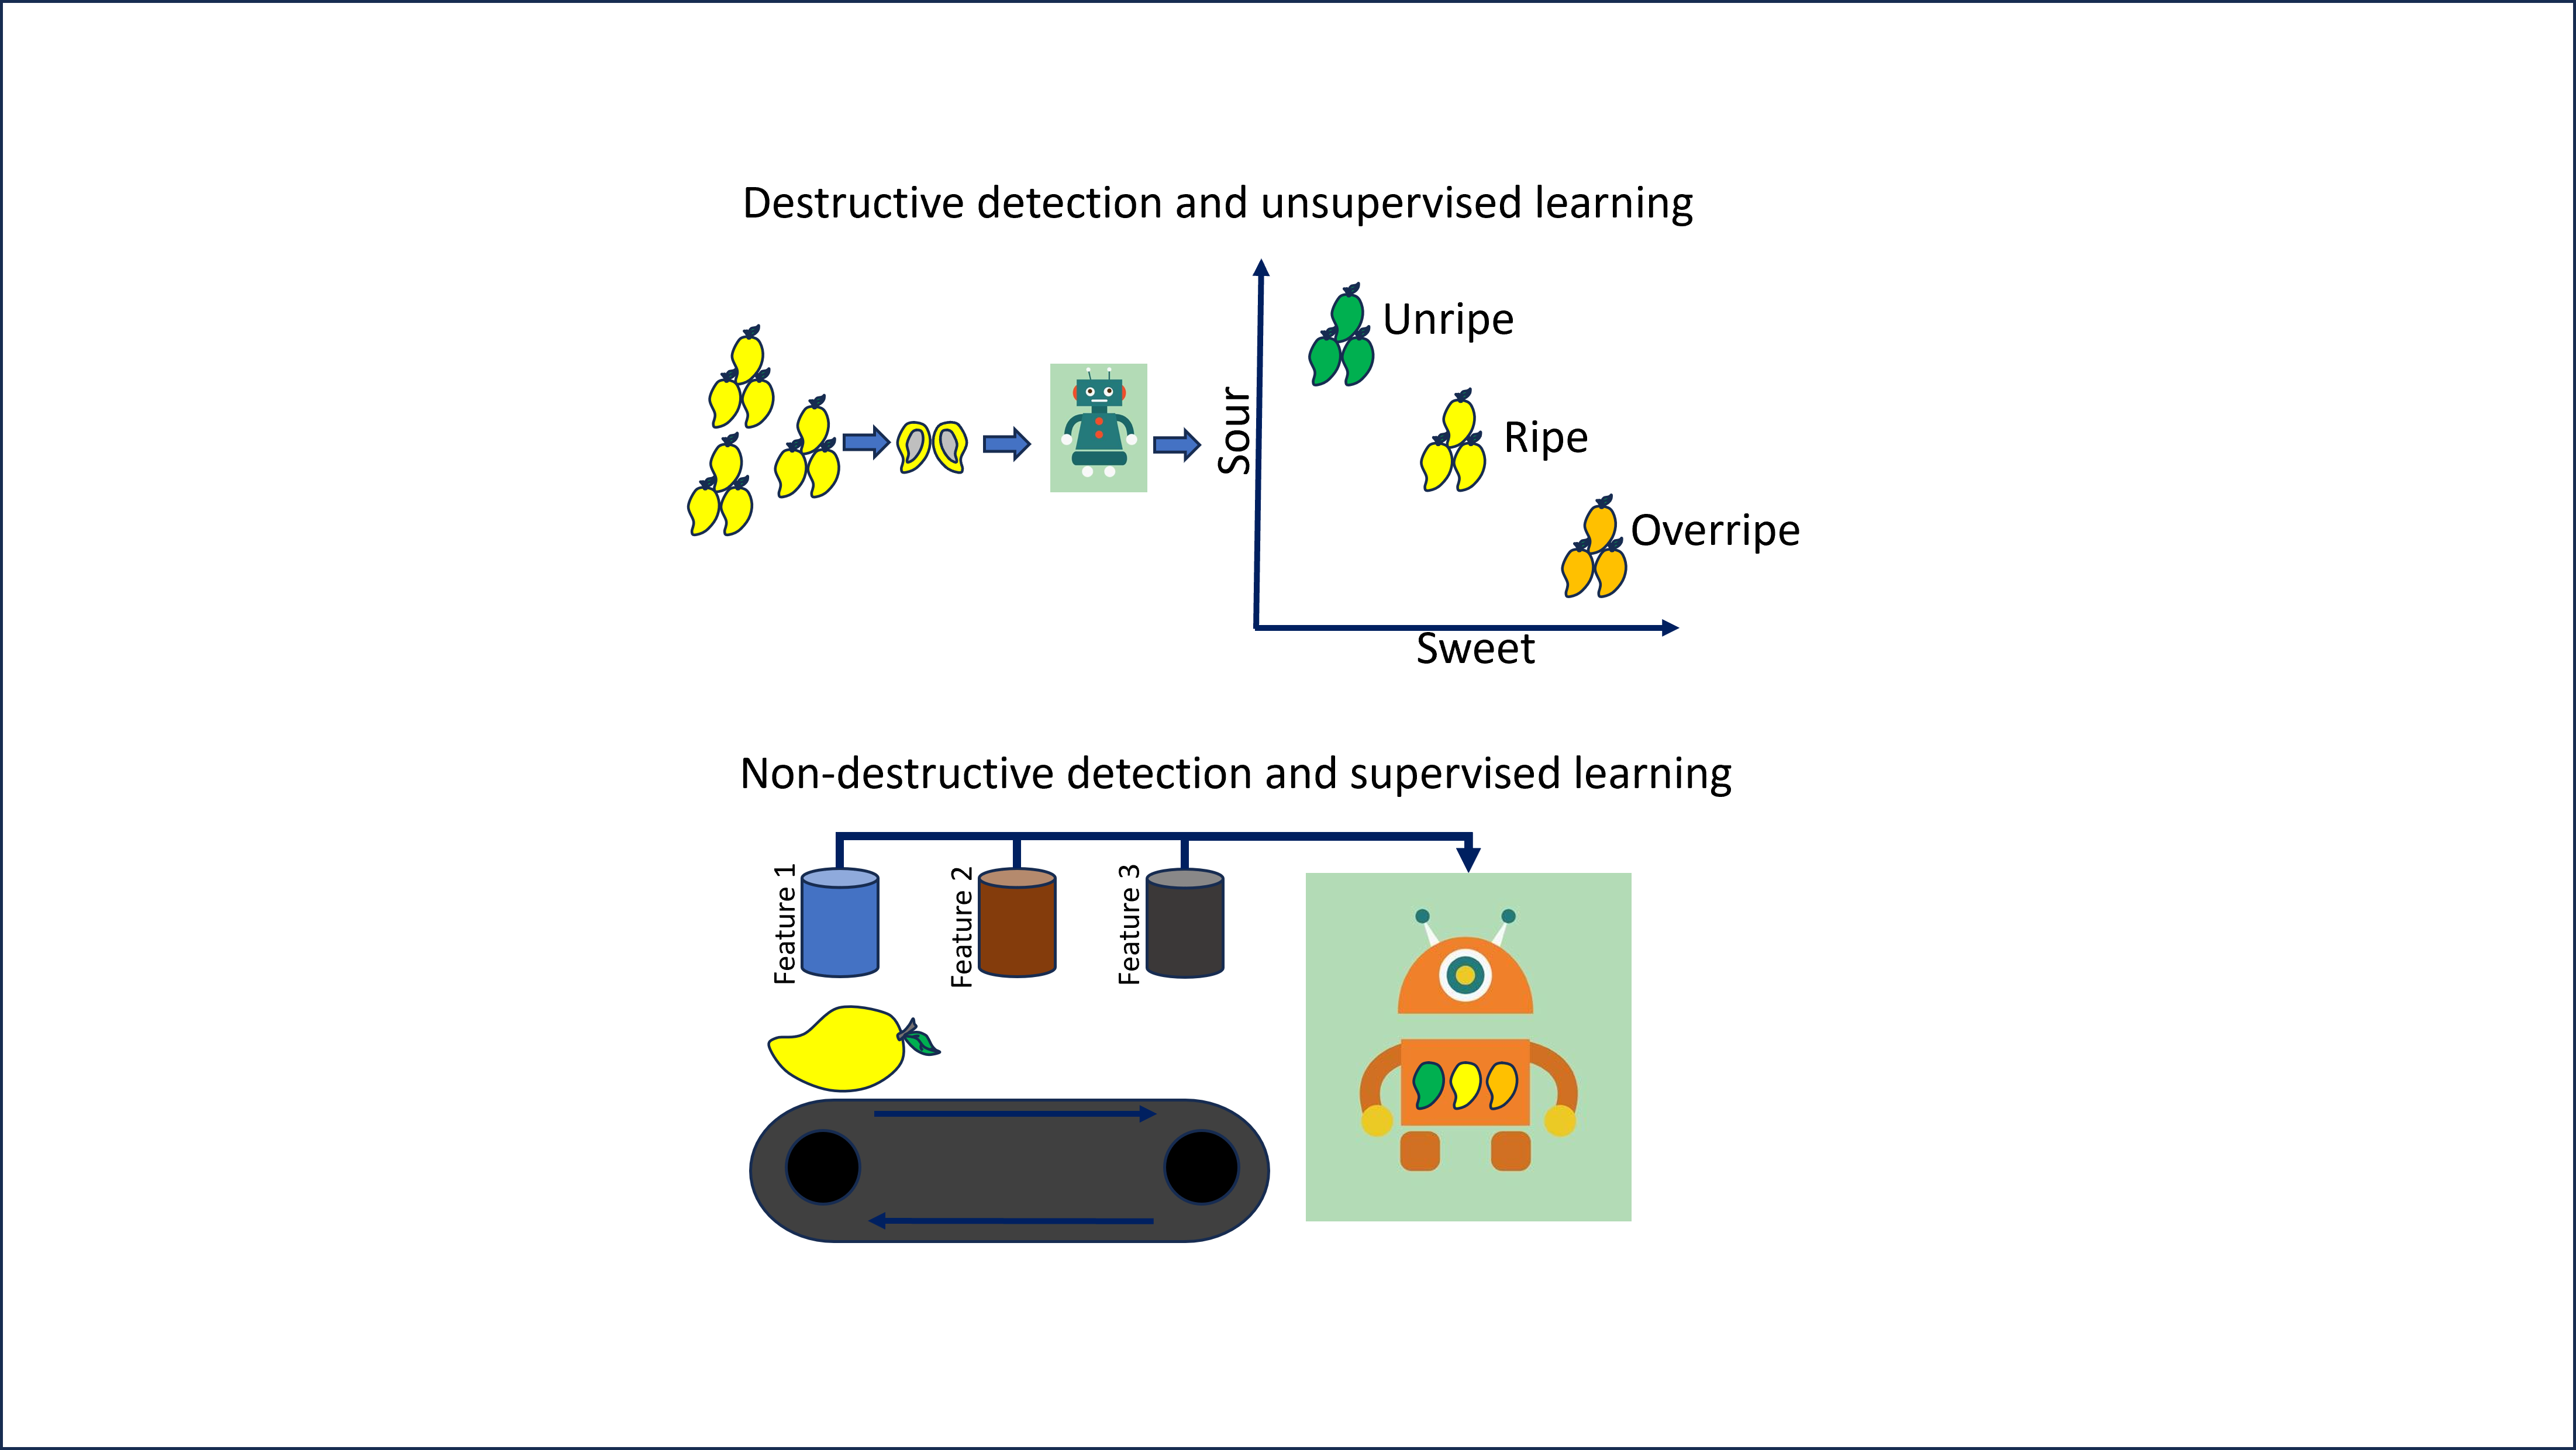 Destructive detection and unsupervised learning
Unripe
Ripe
Overripe
Sour
Sweet
Non-destructive detection and supervised learning
Feature 1
Feature 2
Feature 3